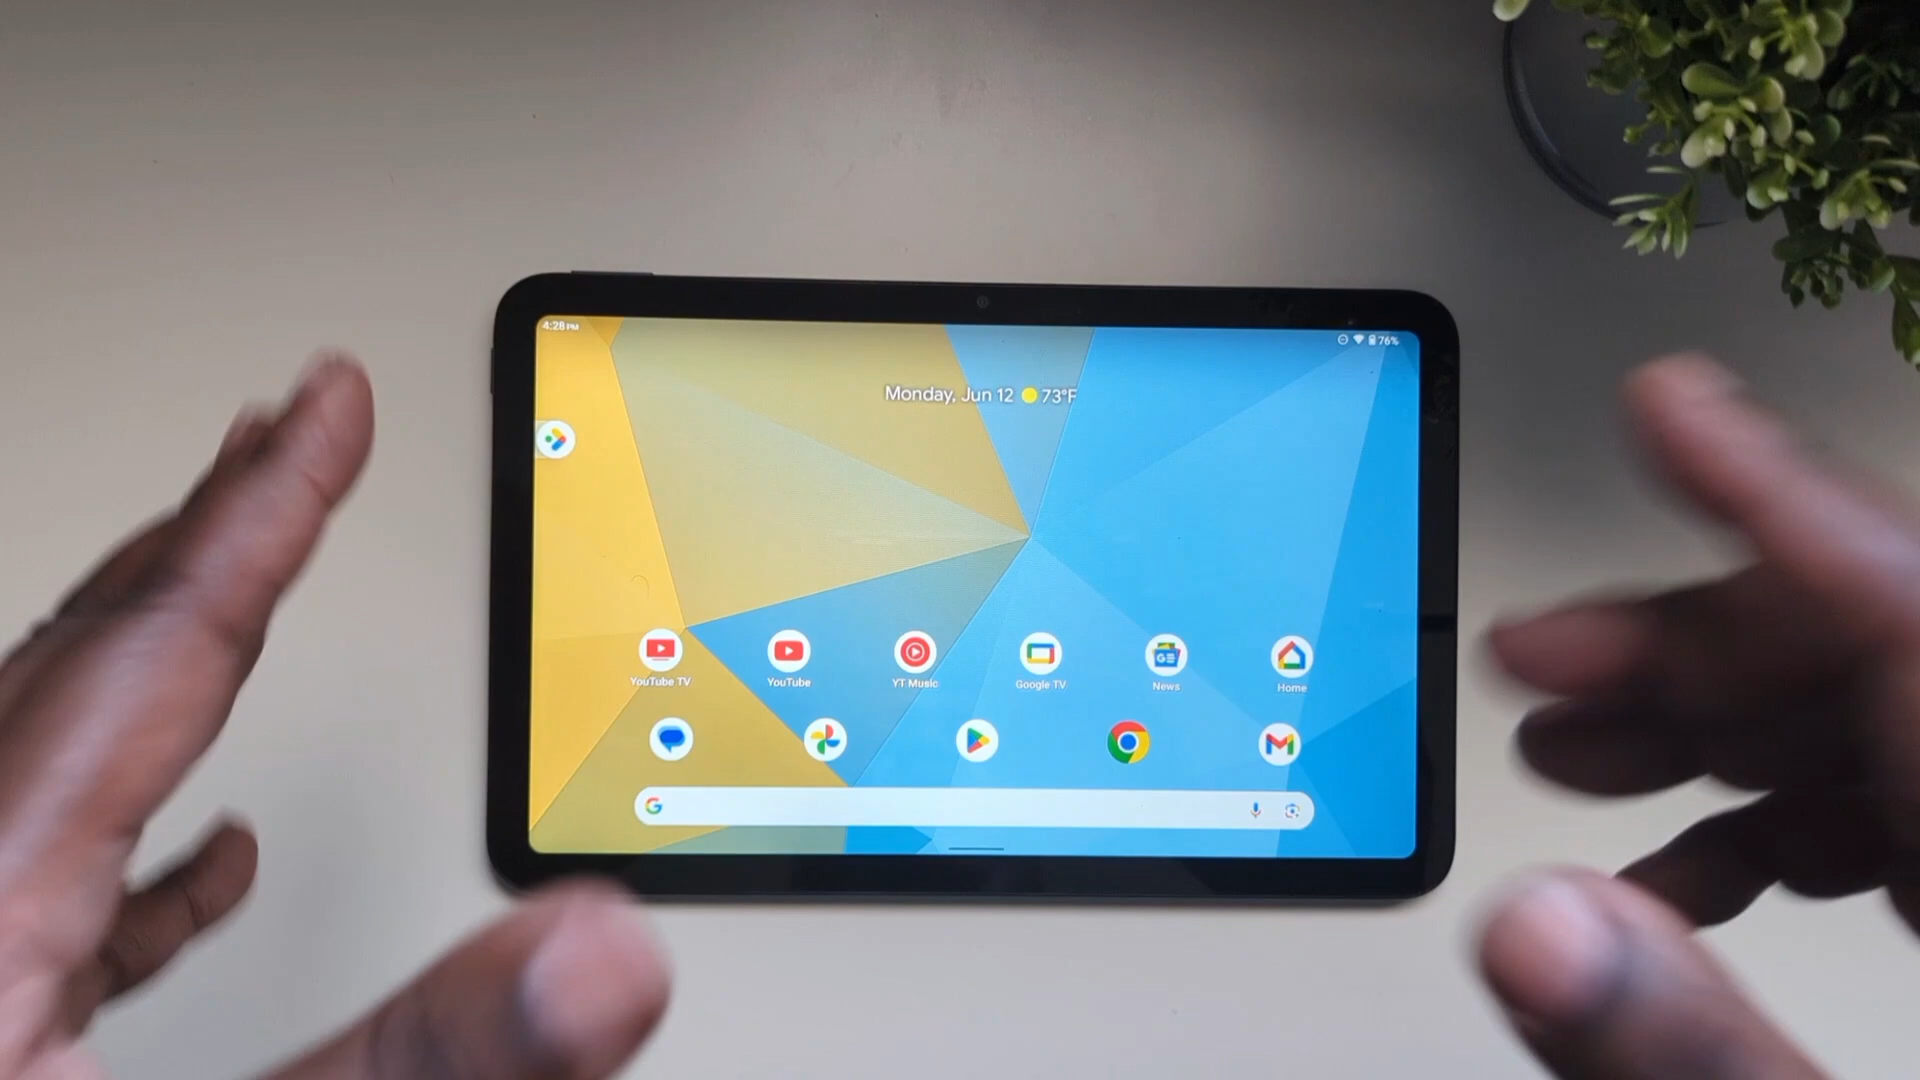 4:28 PM
76%
Monday, Jun 12 73°F
YouTube TV
YouTube
YT Music
Google TV
News
Home